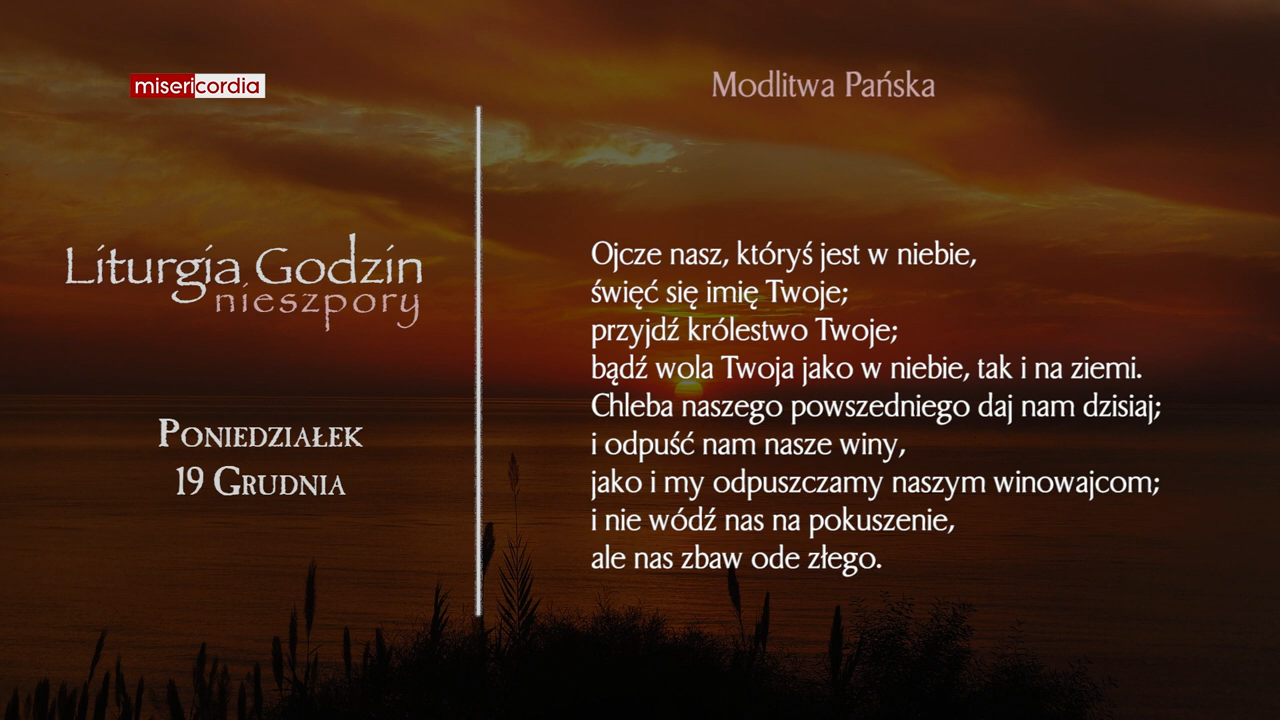 misericordia
Liturgia Godzin
nieszpory
Poniedziałek
19 Grudnia
Modlitwa Pańska
Ojcze nasz, któryś jest w niebie,
święć się imię Twoje;
przyjdź królestwo Twoje;
bądź wola Twoja jako w niebie, tak i na ziemi.
Chleba naszego powszedniego daj nam dzisiaj;
i odpuść nam nasze winy,
jako i my odpuszczamy naszym winowajcom;
i nie wódź nas na pokuszenie,
ale nas zbaw ode złego.